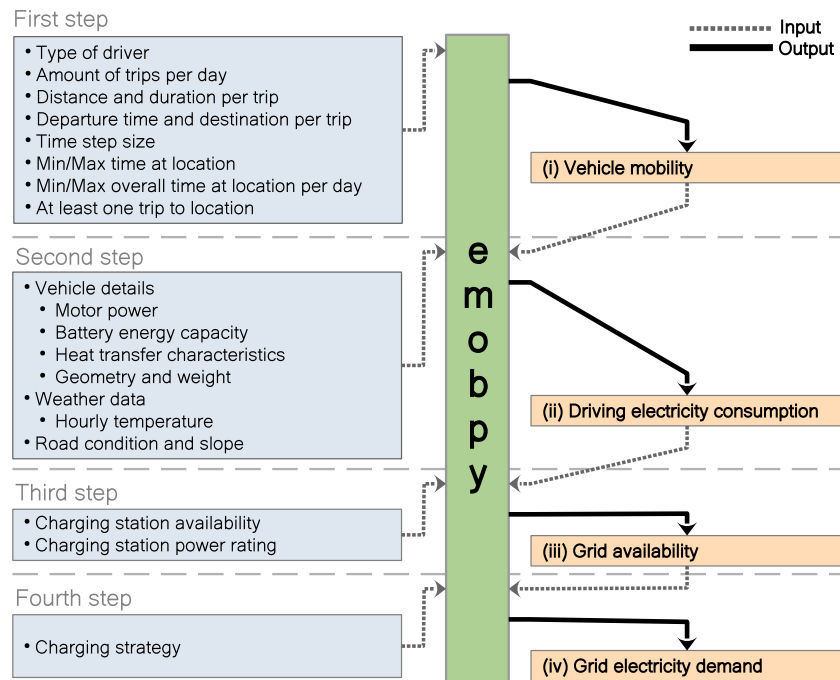 First step
• Type of driver
• Amount of trips per day
• Distance and duration per trip
• Departure time and destination per trip
• Time step size
• Min/Max time at location
• Min/Max overall time at location per day
• At least one trip to location
Input
Output
(i) Vehicle mobility
Second step
• Vehicle details
• Motor power
• Battery energy capacity
• Heat transfer characteristics
• Geometry and weight
• Weather data
• Hourly temperature
• Road condition and slope
emobpy
(ii) Driving electricity consumption
Third step
• Charging station availability
• Charging station power rating
(iii) Grid availability
Fourth step
• Charging strategy
(iv) Grid electricity demand